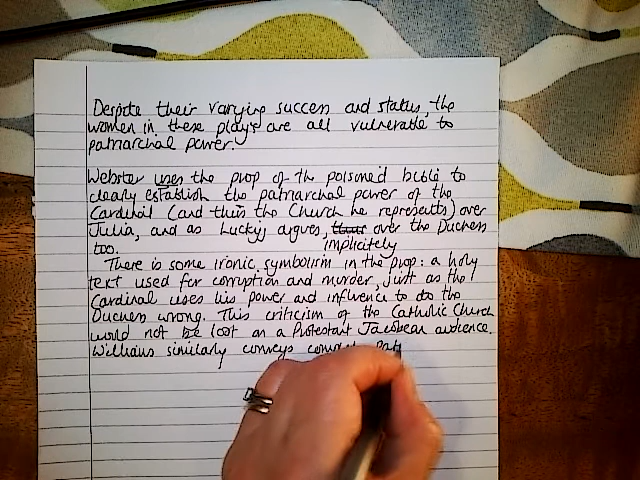 Despite their varying success and status, the
women in these plays are all vulnerable to
patriarchal power.
Webster uses the prop of the poisoned bible to
clearly establish the patriarchal power of the
Cardinal (and thus the Church he represents) over
Julia, and as Luckyj argues, over the Duchess
too. implicitly
There is some ironic symbolism in the prop: a holy
text used for corruption and murder, just as the
Cardinal uses his power and influence to do the
Duchess wrong. This criticism of the Catholic Church
would not be lost on a Protestant Jacobean audience.
Williams similarly conveys